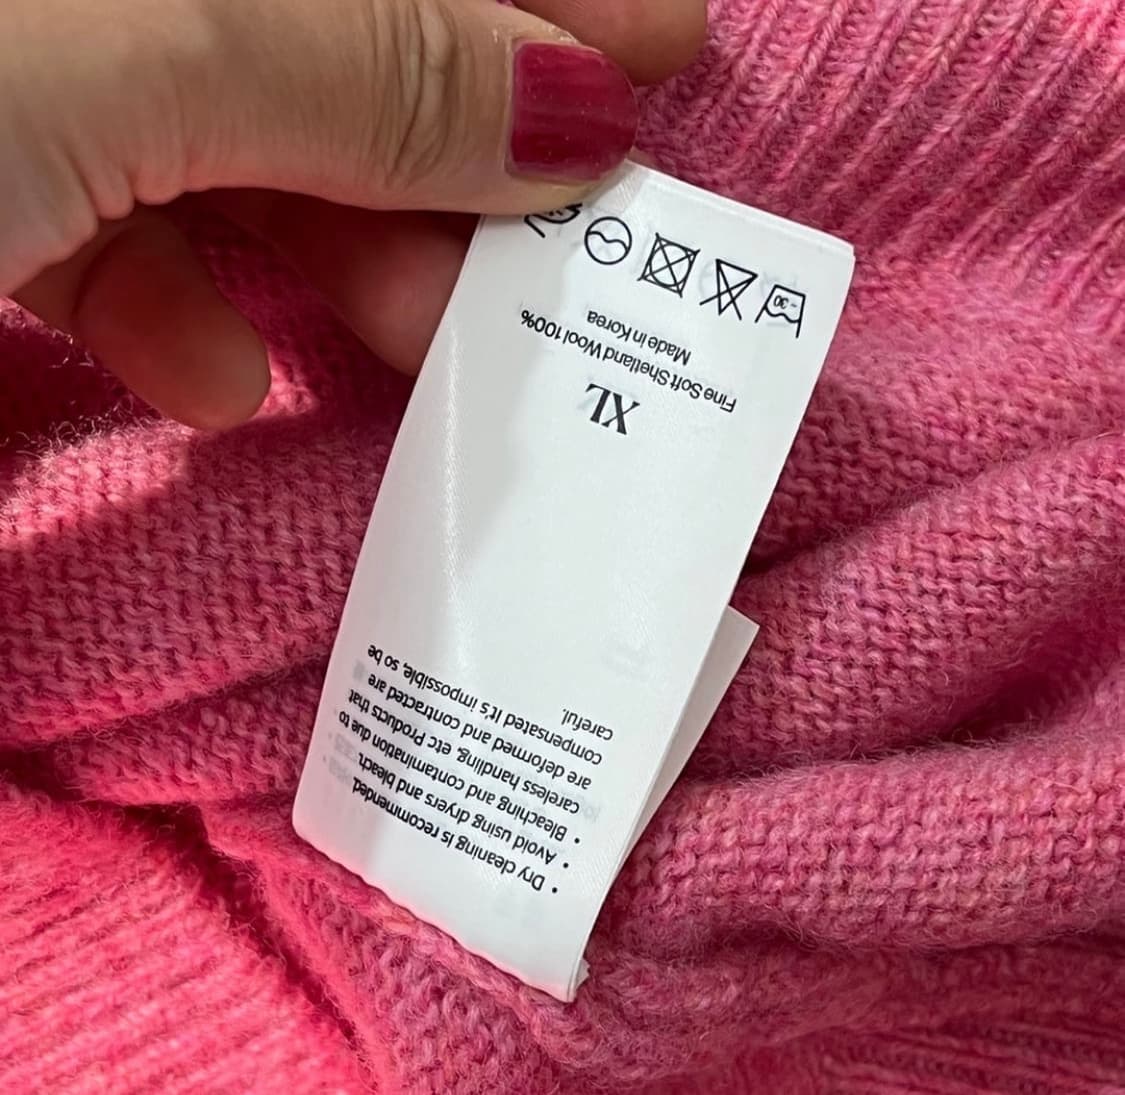 • Dry cleaning is recommended.
• Avoid using dryers and bleach.
• Bleaching and contamination due to
careless handling, etc Products that
are deformed and contracted are
compensated It's impossible, so be
careful.
XL
Fine Soft Shetland Wool 100%
Made in Korea
~30